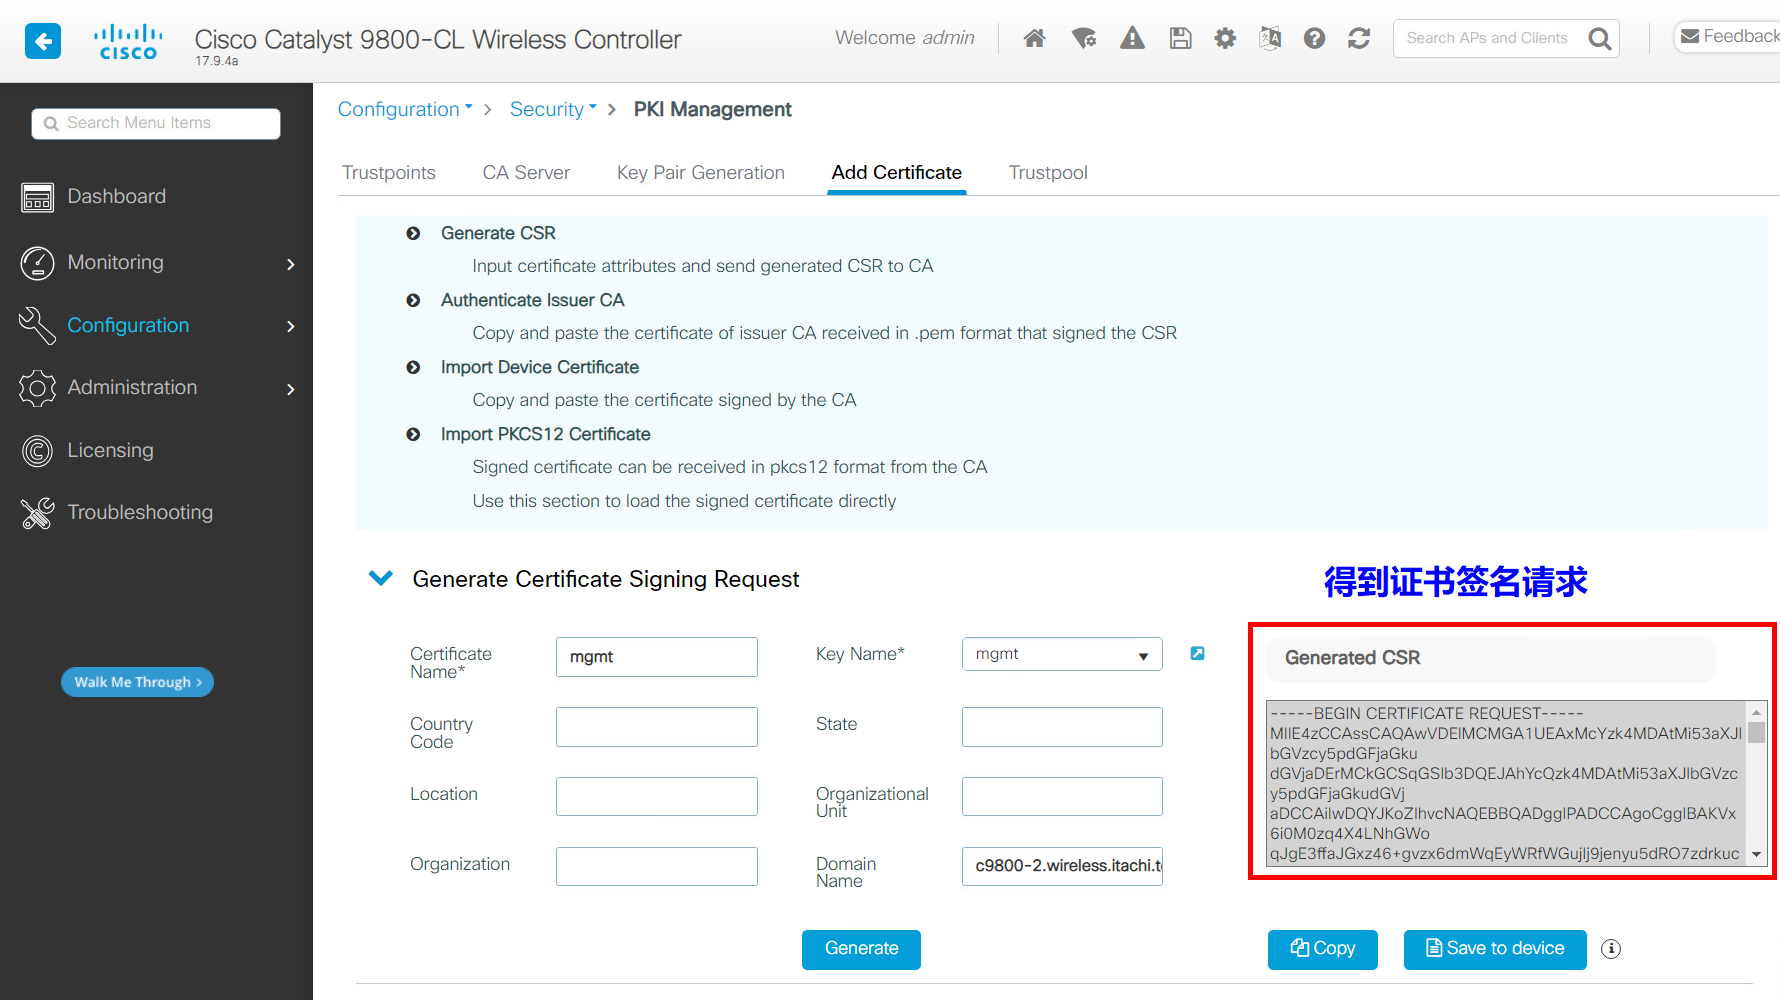 CISCO
Cisco Catalyst 9800-CL Wireless Controller
17.9.4a
Welcome admin
Search APs and Clients
Feedback
Search Menu Items
Dashboard
Monitoring
Configuration
Administration
Licensing
Troubleshooting
Walk Me Through >
Configuration > Security > PKI Management
Trustpoints
CA Server
Key Pair Generation
Add Certificate
Trustpool
Generate CSR
Input certificate attributes and send generated CSR to CA
Authenticate Issuer CA
Copy and paste the certificate of issuer CA received in .pem format that signed the CSR
Import Device Certificate
Copy and paste the certificate signed by the CA
Import PKCS12 Certificate
Signed certificate can be received in pkcs12 format from the CA
Use this section to load the signed certificate directly
Generate Certificate Signing Request
得到证书签名请求
Certificate
Name*
mgmt
Key Name*
mgmt
Country
Code
State
Location
Organizational
Unit
Organization
Domain
Name
c9800-2.wireless.itachi.t
Generate
Generated CSR
-----BEGIN CERTIFICATE REQUEST-----
MIIE4zCCAssCAQAwVDElMCMGA1UEAxMcYzk4MDAtMi53aXJl
bGVzcy5pdGFjaGku
dGVjaDErMCkGCSqGSIb3DQEJAhYcQzk4MDAtMi53aXJlbGVzc
y5pdGFjaGkudGVj
aDCCAiIwDQYJKoZIhvcNAQEBBQADggIPADCCAgoCggIBAKVx
6i0M0zq4X4LNhGWo
Copy
Save to device